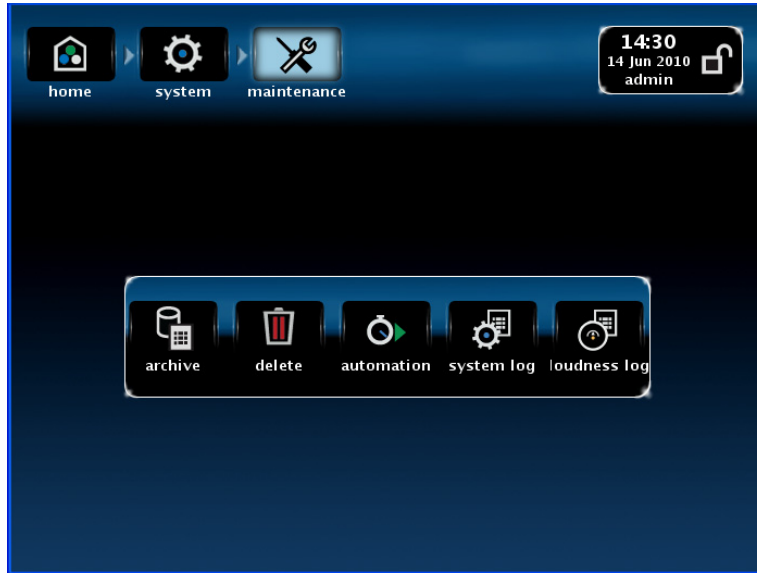 home
system
maintenance
14:30
14 Jun 2010
admin
archive
delete
automation
system log
loudness log